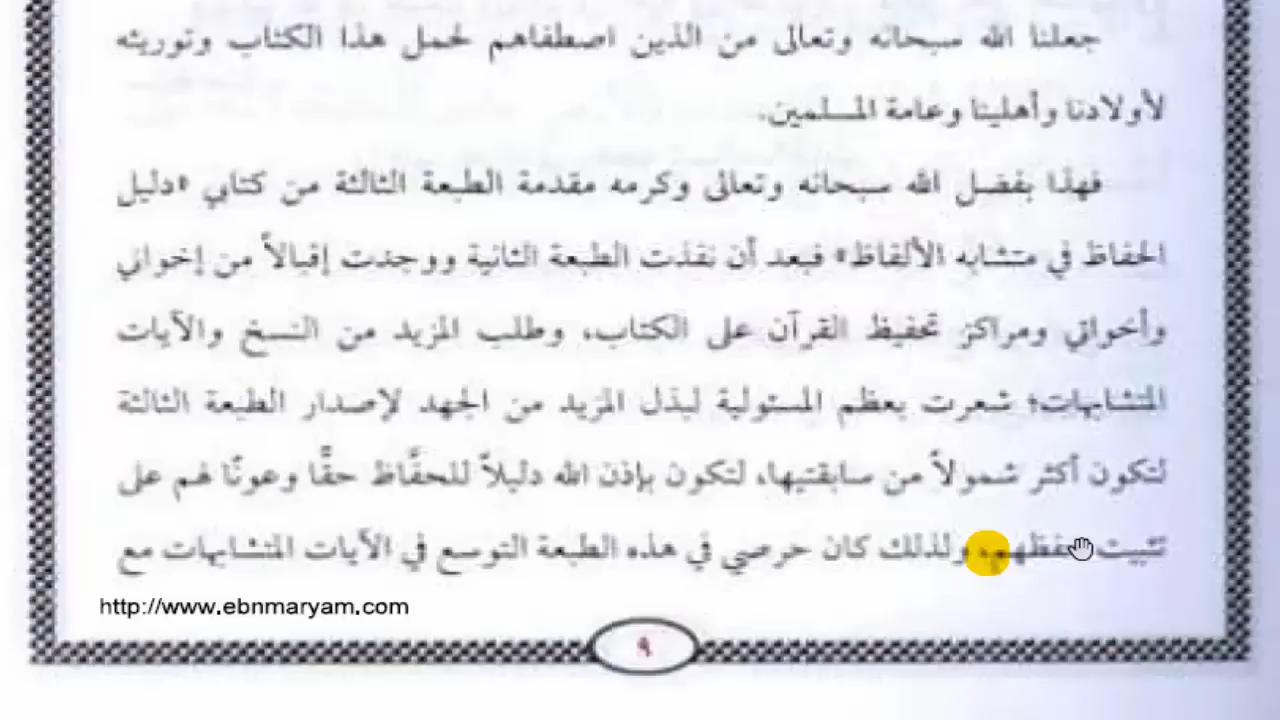 جعلنا الله سبحانه وتعالى من الذين اصطفاهم لحمل هذا الكتاب وتوريثه
لأولادنا وأهلينا وعامة المسلمين.
فهذا بفضل الله سبحانه وتعالى وكرمه مقدمة الطبعة الثالثة من كتابي «دليل
الحفاظ في متشابه الألفاظ» فبعد أن نفذت الطبعة الثانية ووجدت إقبالاً من إخواني
وأخواتي ومراكز تحفيظ القرآن على الكتاب، وطلب المزيد من النسخ والآيات
المتشابهات؛ شعرت بعظم المسئولية لبذل المزيد من الجهد لإصدار الطبعة الثالثة
لتكون أكثر شمولاً من سابقتيها، لتكون بإذن الله دليلاً للحفَّاظ حقًّا وعونًا لهم على
تثبيت حفظهم، ولذلك كان حرصي في هذه الطبعة التوسع في الآيات المتشابهات مع
http://www.ebnmaryam.com
٩